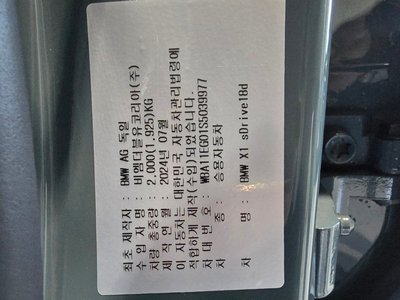 최초 제작자 : BMW AG 독일
수 입 자 명 : 비엠더블유코리아(주)
차량 총중량 : 2,000(1,925)KG
제 작 연 월 : 2024년 07월
이 자동차는 대한민국 자동차관리법령에
적합하게 제작(수입)되었습니다.
차 대 번 호 : WBA11EG01S5039977
차 종 : 승용자동차
차 명 : BMW X1 sDrive18d